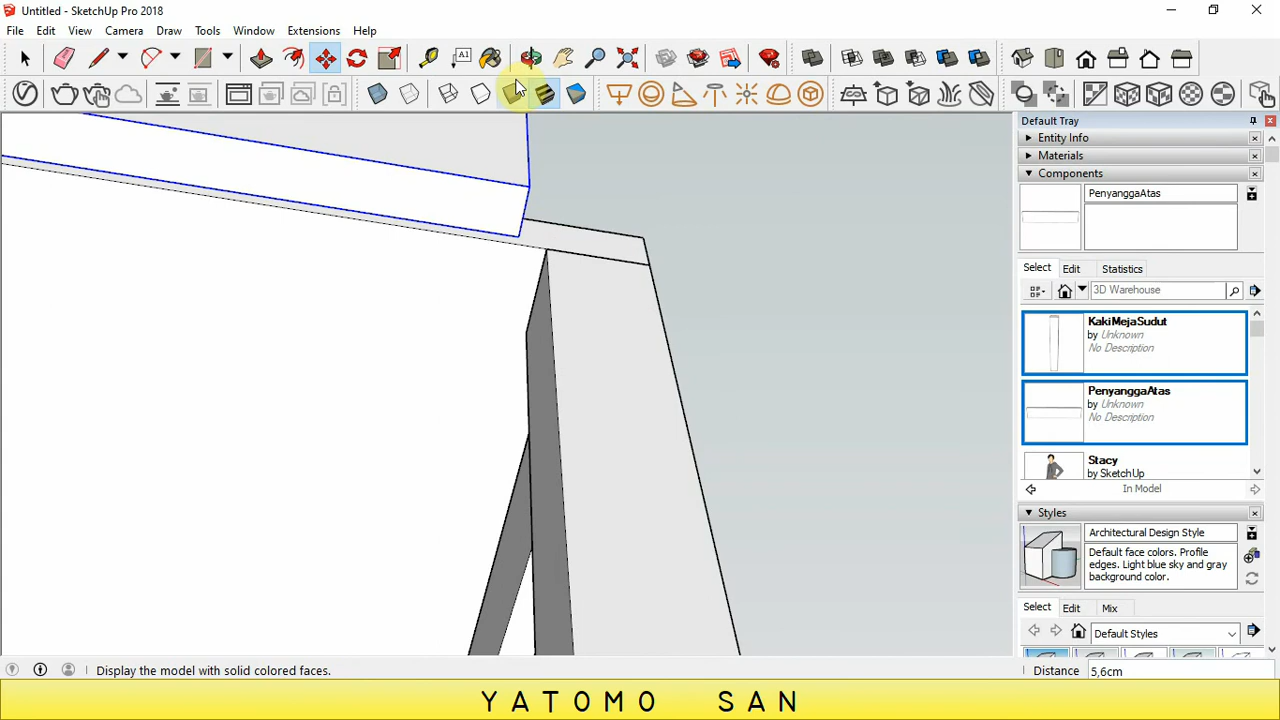 Untitled - SketchUp Pro 2018
File Edit View Camera Draw Tools Window Extensions Help
A1
Default Tray
Entity Info
Materials
Components
PenyanggaAtas
Select Edit Statistics
3D Warehouse
KakiMejaSudut
by Unknown
No Description
PenyanggaAtas
by Unknown
No Description
Stacy
by SketchUp
In Model
Styles
Architectural Design Style
Default face colors. Profile
edges. Light blue sky and gray
background color.
Select Edit Mix
Default Styles
Display the model with solid colored faces.
Distance 5,6cm
YATOMO SAN